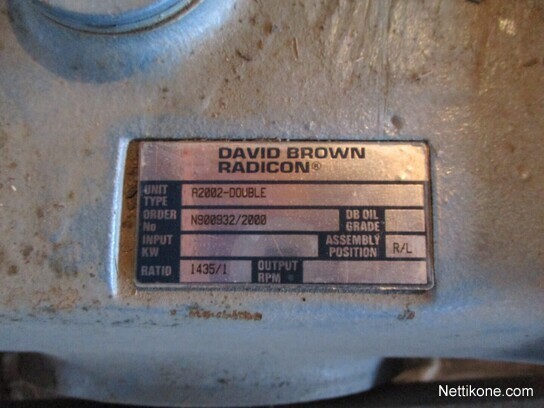 DAVID BROWN
RADICON®
UNIT TYPE A2002-DOUBLE
ORDER No N900932/2000 DB OIL GRADE
INPUT KW ASSEMBLY POSITION R/L
RATIO 1435/1 OUTPUT RPM
Nettikone.com